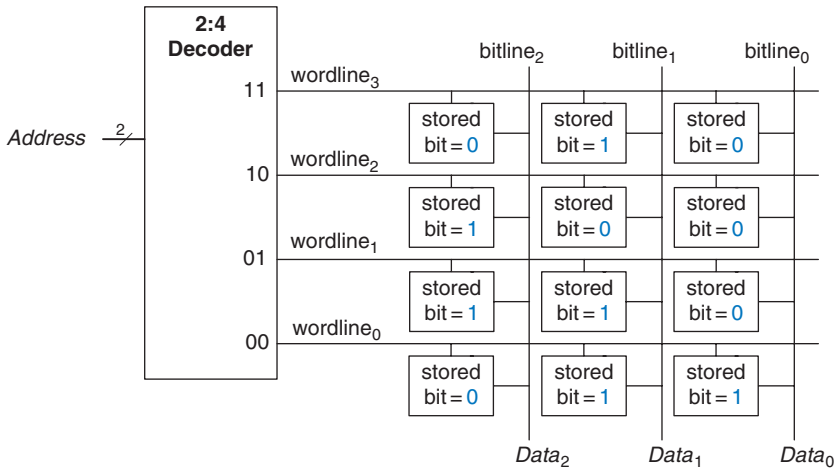 2:4
Decoder
bitline₂ bitline₁ bitline₀
wordline₃
11
stored stored stored
bit = 0 bit = 1 bit = 0
Address 2
wordline₂
10
stored stored stored
bit = 1 bit = 0 bit = 0
wordline₁
01
stored stored stored
bit = 1 bit = 1 bit = 0
wordline₀
00
stored stored stored
bit = 0 bit = 1 bit = 1
Data₂ Data₁ Data₀